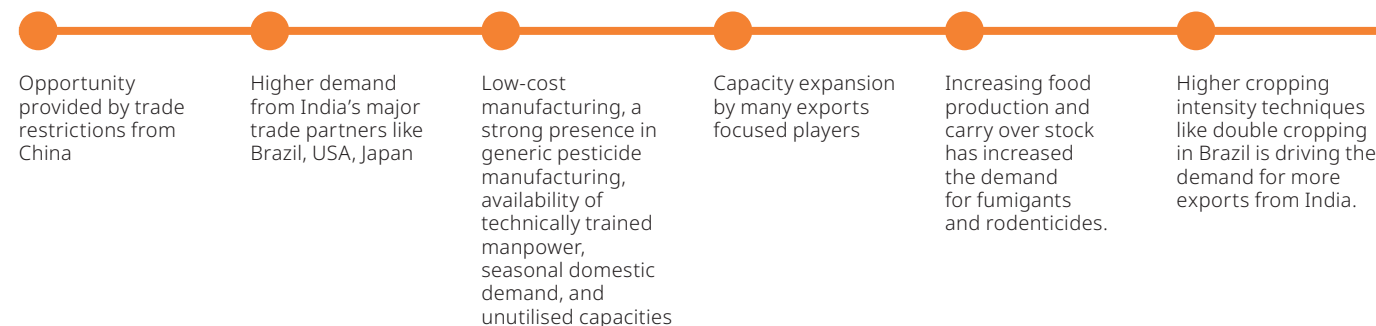 Opportunity
provided by trade
restrictions from
China
Higher demand
from India's major
trade partners like
Brazil, USA, Japan
Low-cost
manufacturing, a
strong presence in
generic pesticide
manufacturing,
availability of
technically trained
manpower,
seasonal domestic
demand, and
unutilised capacities
Capacity expansion
by many exports
focused players
Increasing food
production and
carry over stock
has increased
the demand
for fumigants
and rodenticides.
Higher cropping
intensity techniques
like double cropping
in Brazil is driving the
demand for more
exports from India.